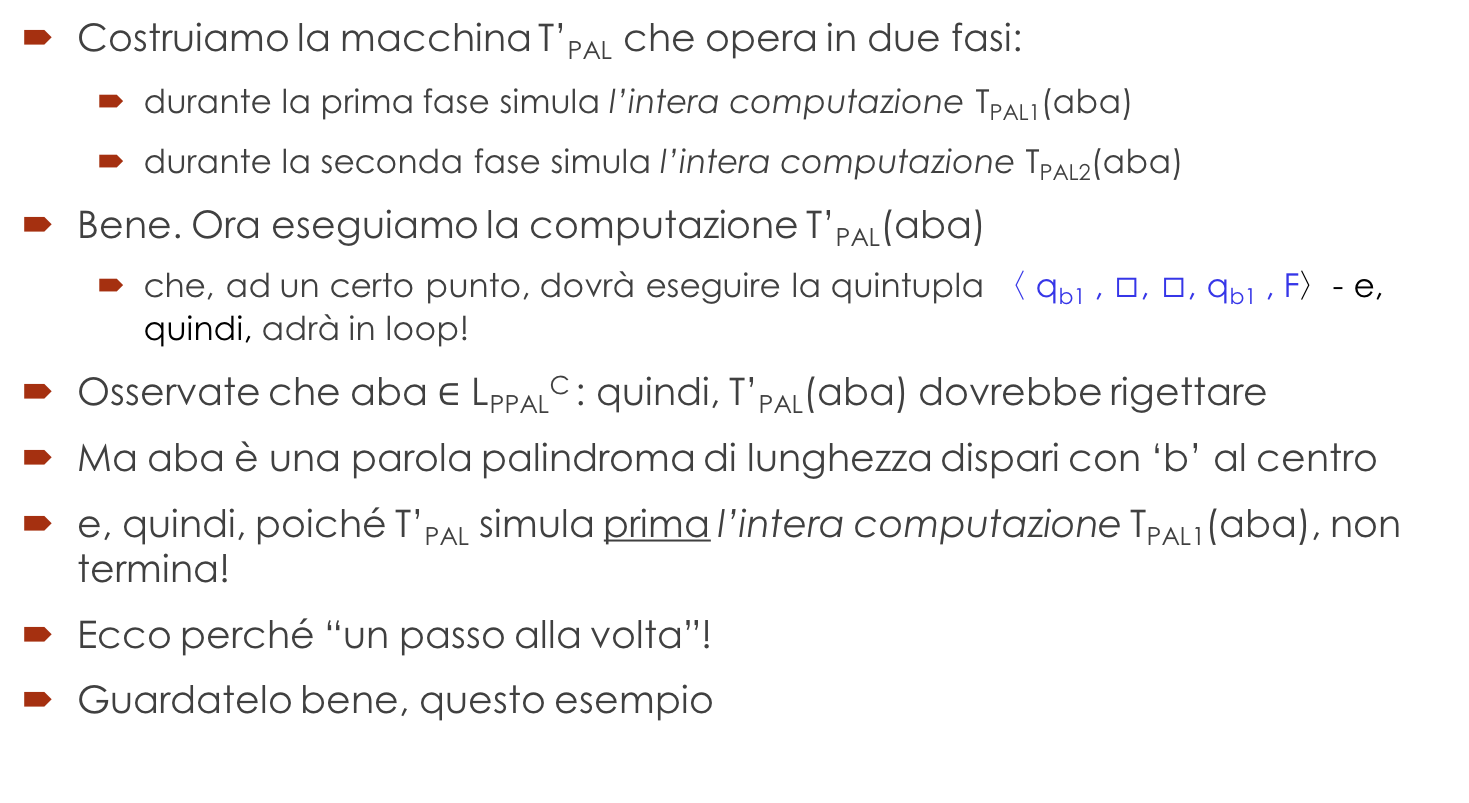 Costruiamo la macchina T’PAL che opera in due fasi:
durante la prima fase simula l’intera computazione TPAL1(aba)
durante la seconda fase simula l’intera computazione TPAL2(aba)
Bene. Ora eseguiamo la computazione T’PAL(aba)
che, ad un certo punto, dovrà eseguire la quintupla 〈 qb1 , □, □, qb1 , F〉 - e,
quindi, adrà in loop!
Osservate che aba ∈ LPPALC : quindi, T’PAL(aba) dovrebbe rigettare
Ma aba è una parola palindroma di lunghezza dispari con ‘b’ al centro
e, quindi, poiché T’PAL simula prima l’intera computazione TPAL1(aba), non
termina!
Ecco perché “un passo alla volta”!
Guardatelo bene, questo esempio